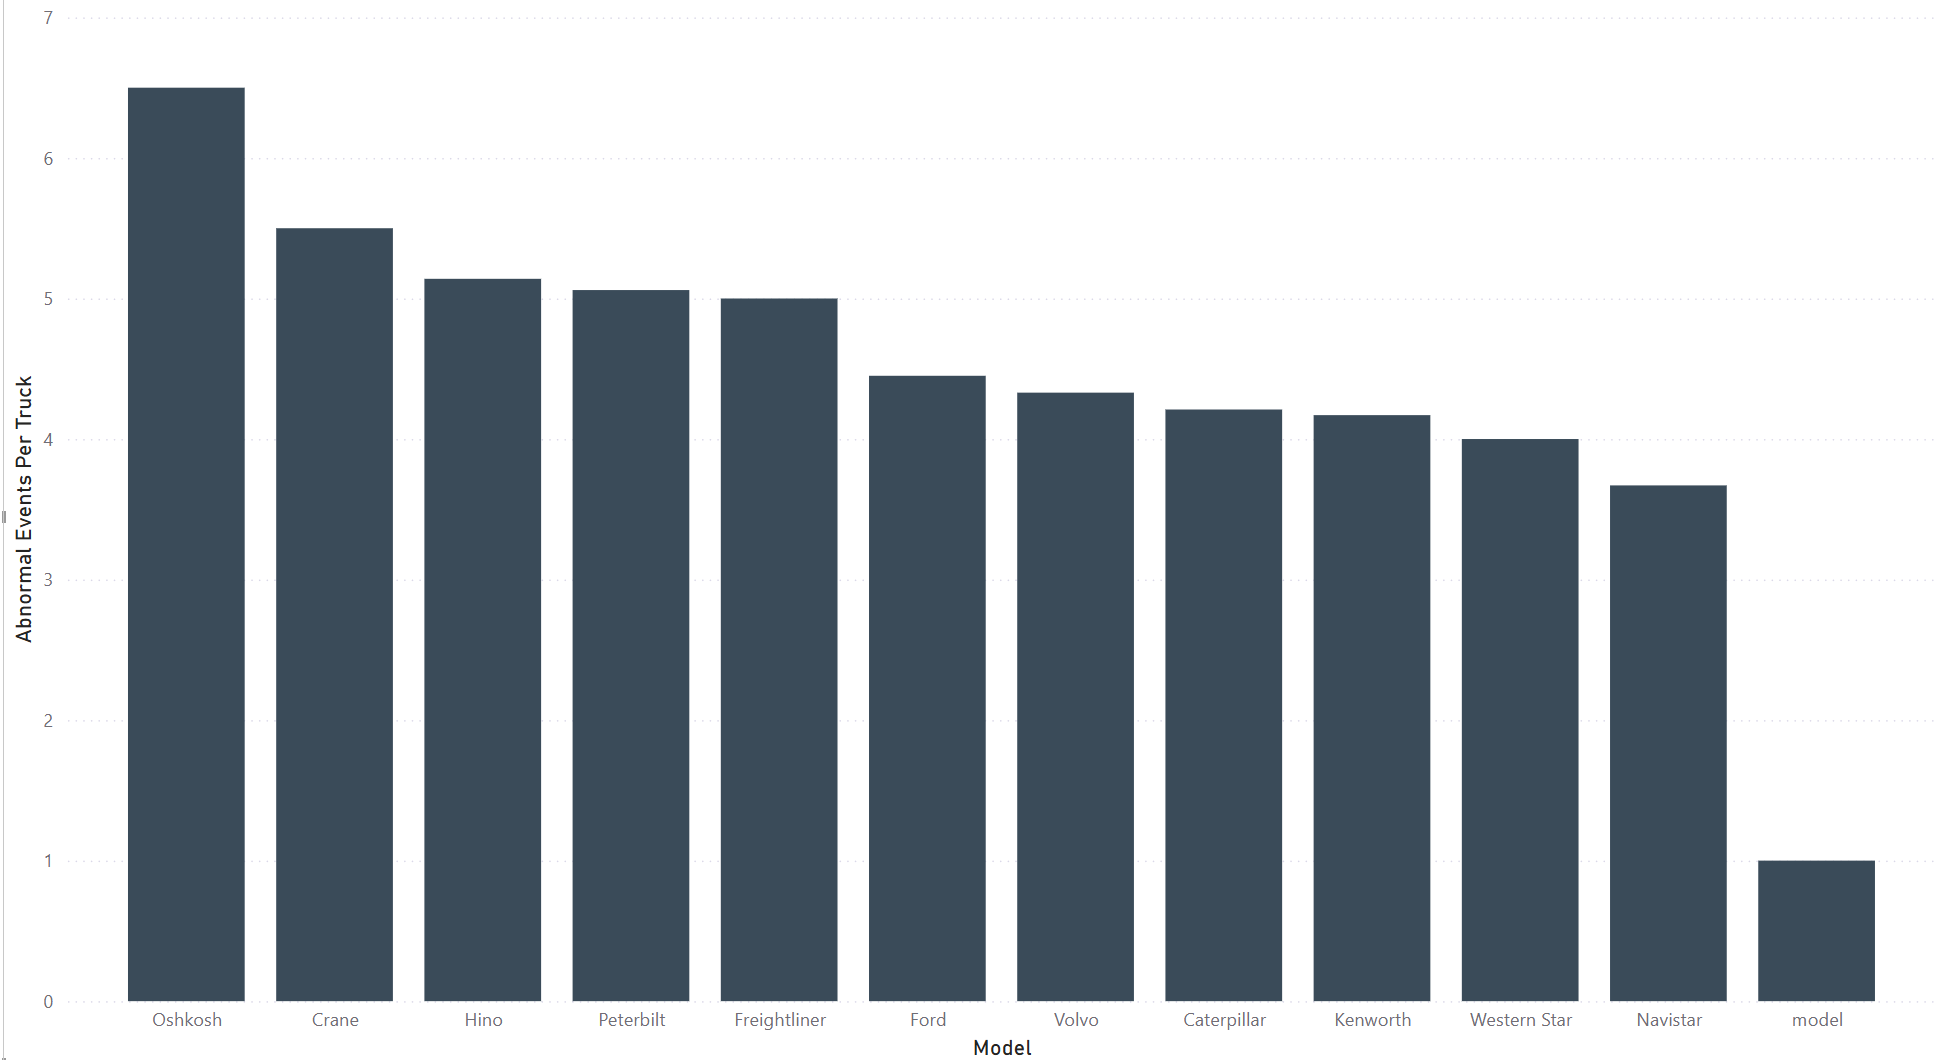 7
6
5
4
3
2
1
0
Abnormal Events Per Truck
Oshkosh Crane Hino Peterbilt Freightliner Ford Volvo Caterpillar Kenworth Western Star Navistar model
Model